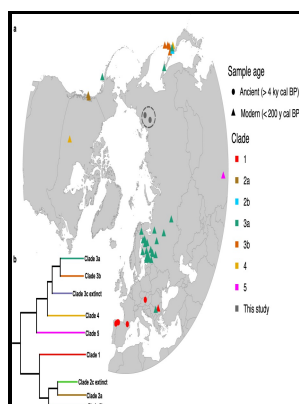 a
Sample age
Ancient (> 4 ky cal BP)
Modern (< 200 y cal BP
Clade
1
2a
2b
3a
3b
4
5
This study
b
Clade 3a
Clade 3b
Clade 3c extinct
Clade 4
Clade 5
Clade 1
Clade 2c extinct
Clade 2a